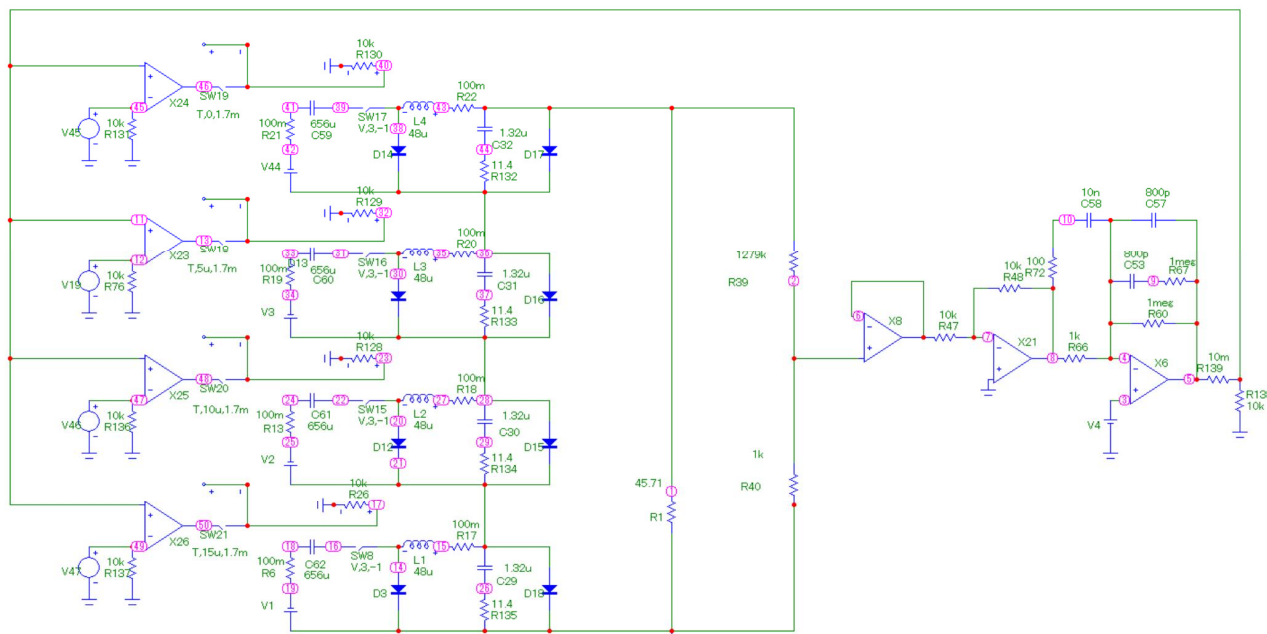 10k
R130
40
46
SW19
T,0,1.7m
X24
45
V45
10k
R131
41
656u
C59
39
SW17
V,3,-1
100m
R21
42
V44
38
D14
L4
48u
43
100m
R22
1.32u
C32
44
11.4
R132
D17
10k
R129
32
11
13
SW18
T,5u,1.7m
X23
12
V19
10k
R76
33
D13
656u
C60
31
SW16
V,3,-1
100m
R19
34
V3
30
L3
48u
35
100m
R20
36
1.32u
C31
37
11.4
R133
D16
10k
R128
23
48
SW20
T,10u,1.7m
X25
47
V46
10k
R136
24
C61
656u
22
SW15
V,3,-1
100m
R13
25
V2
20
D12
21
L2
48u
27
100m
R18
28
1.32u
C30
29
11.4
R134
D15
10k
R26
17
50
SW21
T,15u,1.7m
X26
49
V47
10k
R137
18
C62
656u
16
SW8
V,3,-1
100m
R6
19
V1
14
D3
L1
48u
15
100m
R17
1.32u
C29
26
11.4
R135
D18
45.71
1
R1
1279k
R39
2
1k
R40
6
X8
10k
R47
7
X21
10k
R48
100
R72
8
1k
R66
10
10n
C58
800p
C57
800p
C53
9
1meg
R67
1meg
R60
4
X6
3
V4
5
10m
R139
10k